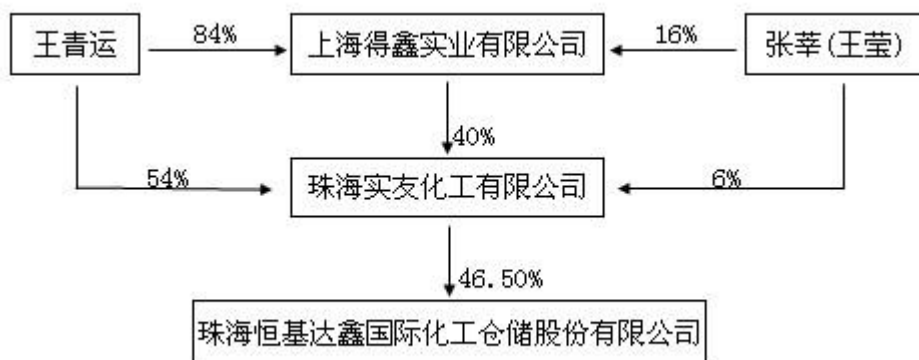 王青运
84%
上海得鑫实业有限公司
16%
张莘(王莹)
40%
54%
珠海实友化工有限公司
6%
46.50%
珠海恒基达鑫国际化工仓储股份有限公司